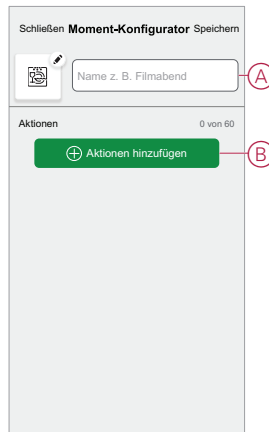 Schließen Moment-Konfigurator Speichern
Name z. B. Filmabend
A
Aktionen 0 von 60
Aktionen hinzufügen
B